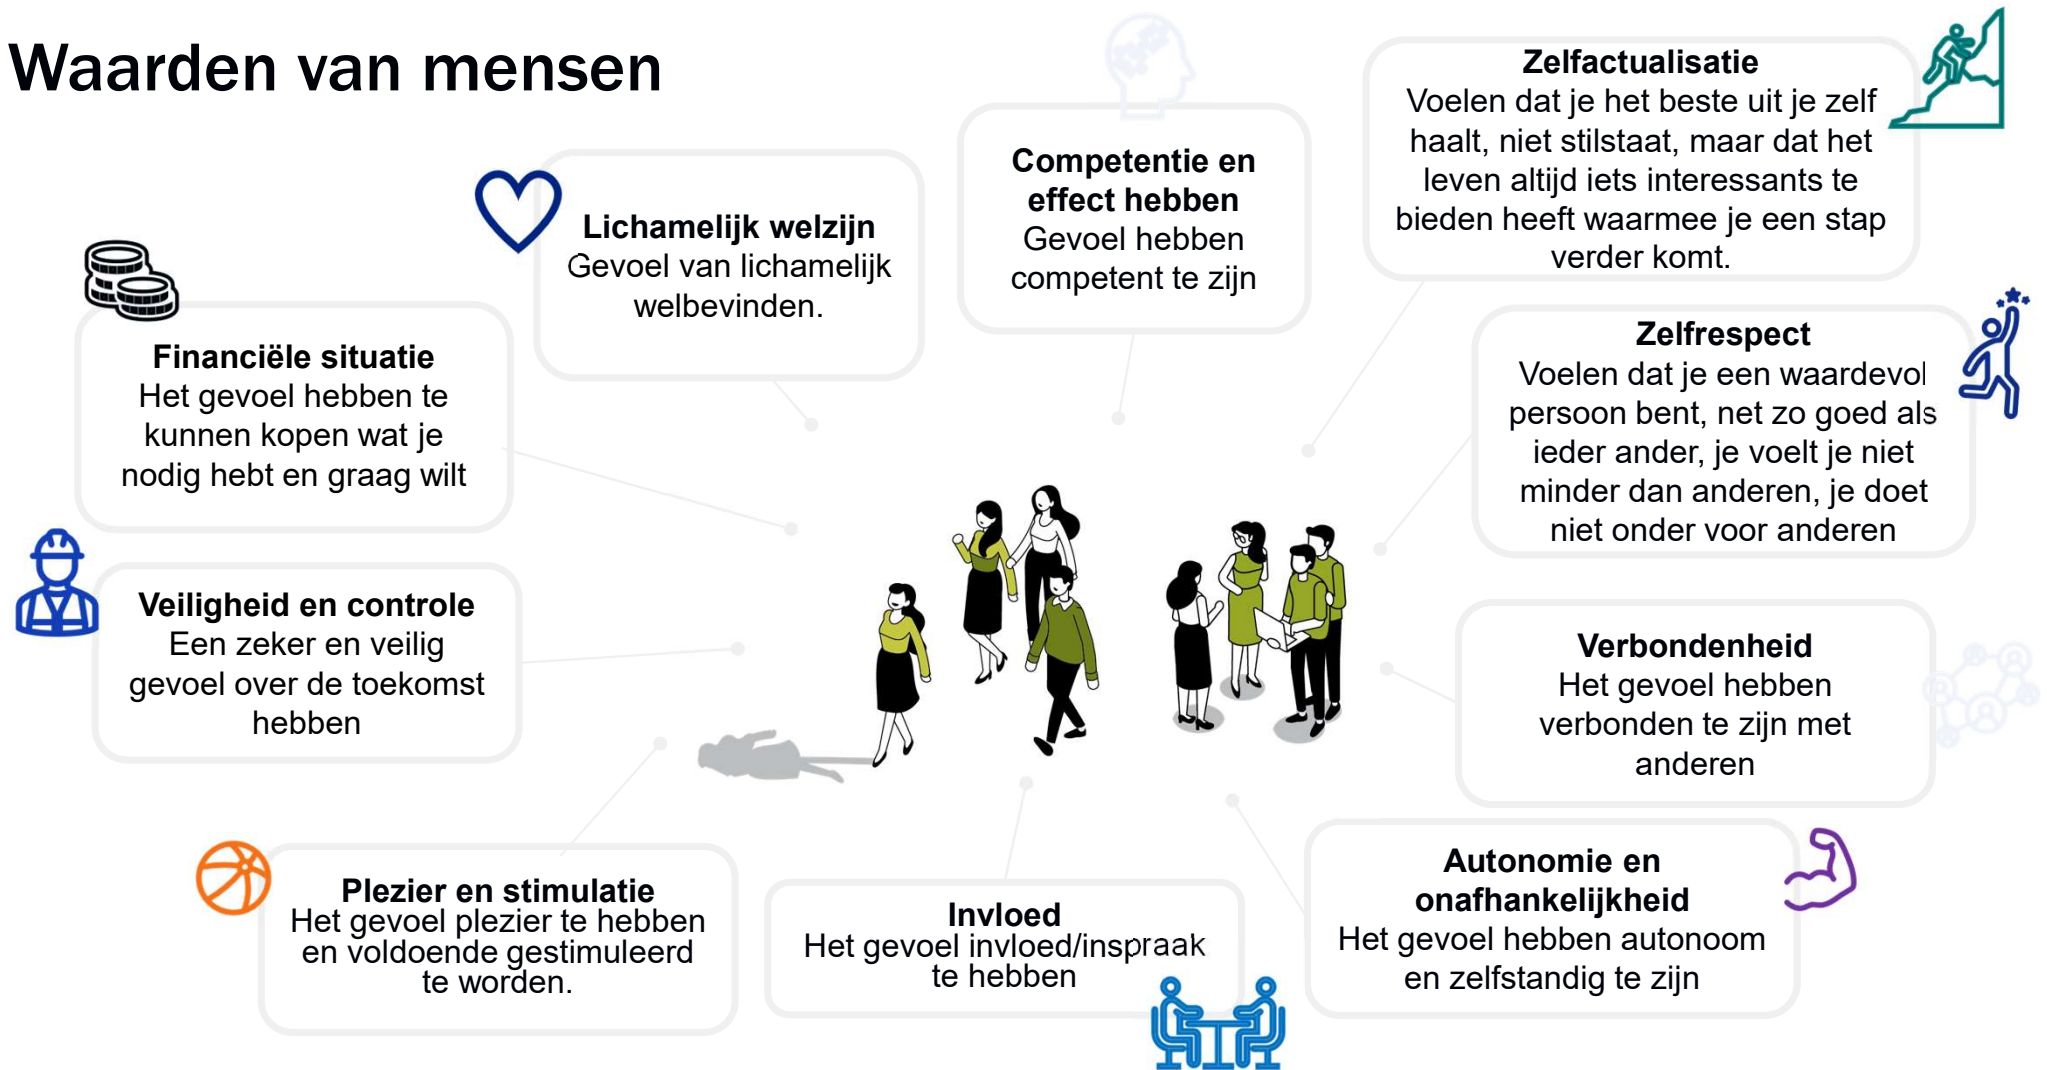 Waarden van mensen
Financiële situatie
Het gevoel hebben te
kunnen kopen wat je
nodig hebt en graag wilt
Lichamelijk welzijn
Gevoel van lichamelijk
welbevinden.
Competentie en
effect hebben
Gevoel hebben
competent te zijn
Zelfactualisatie
Voelen dat je het beste uit je zelf
haalt, niet stilstaat, maar dat het
leven altijd iets interessants te
bieden heeft waarmee je een stap
verder komt.
Zelfrespect
Voelen dat je een waardevol
persoon bent, net zo goed als
ieder ander, je voelt je niet
minder dan anderen, je doet
niet onder voor anderen
Veiligheid en controle
Een zeker en veilig
gevoel over de toekomst
hebben
Verbondenheid
Het gevoel hebben
verbonden te zijn met
anderen
Plezier en stimulatie
Het gevoel plezier te hebben
en voldoende gestimuleerd
te worden.
Invloed
Het gevoel invloed/inspraak
te hebben
Autonomie en
onafhankelijkheid
Het gevoel hebben autonoom
en zelfstandig te zijn